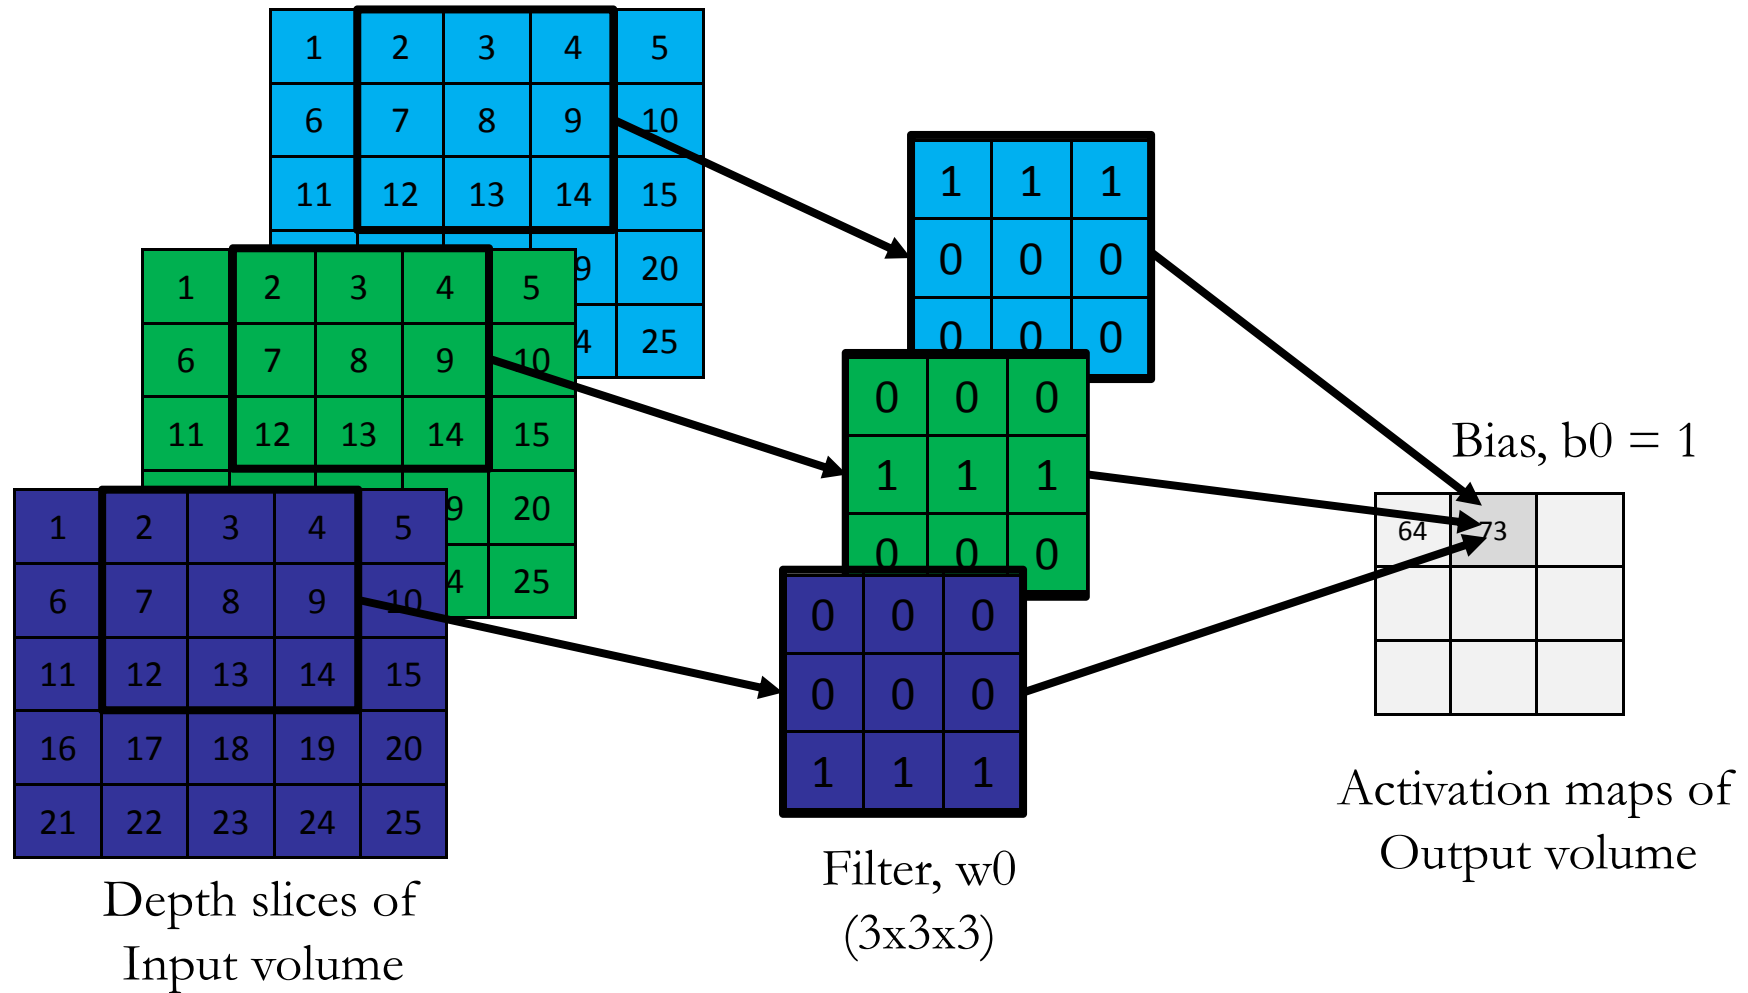 1 2 3 4 5
6 7 8 9 10
11 12 13 14 15
9 20
4 25
1 2 3 4 5
6 7 8 9 10
11 12 13 14 15
9 20
4 25
1 2 3 4 5
6 7 8 9 10
11 12 13 14 15
16 17 18 19 20
21 22 23 24 25
Depth slices of
Input volume
1 1 1
0 0 0
0 0 0
0 0 0
1 1 1
0 0 0
0 0 0
0 0 0
1 1 1
Filter, w0
(3x3x3)
Bias, b0 = 1
64 73
Activation maps of
Output volume